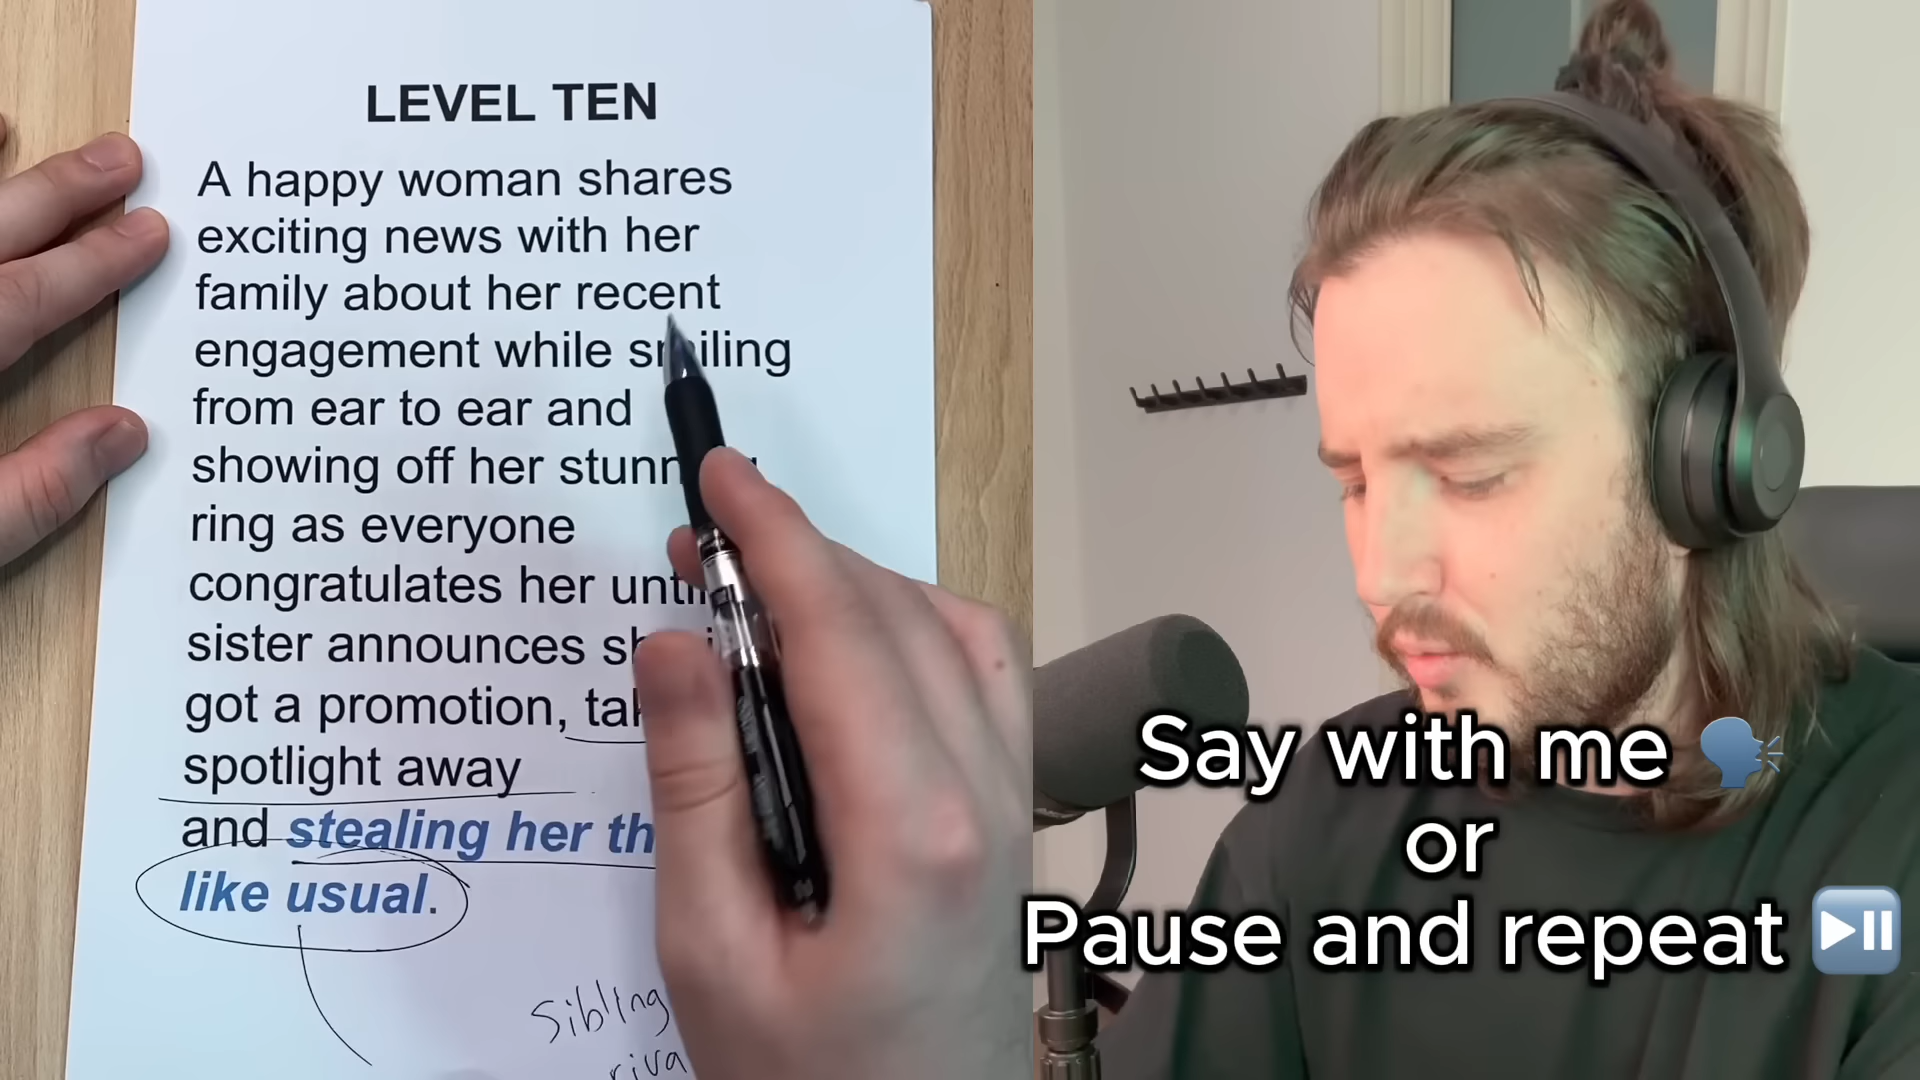 LEVEL TEN
A happy woman shares
exciting news with her
family about her recent
engagement while smiling
from ear to ear and
showing off her
ring as everyone
congratulates her until
sister announces
got a promotion,
spotlight away
and stealing her
like usual.
Sibling
Say with me 🗣️
or
Pause and repeat ⏯️